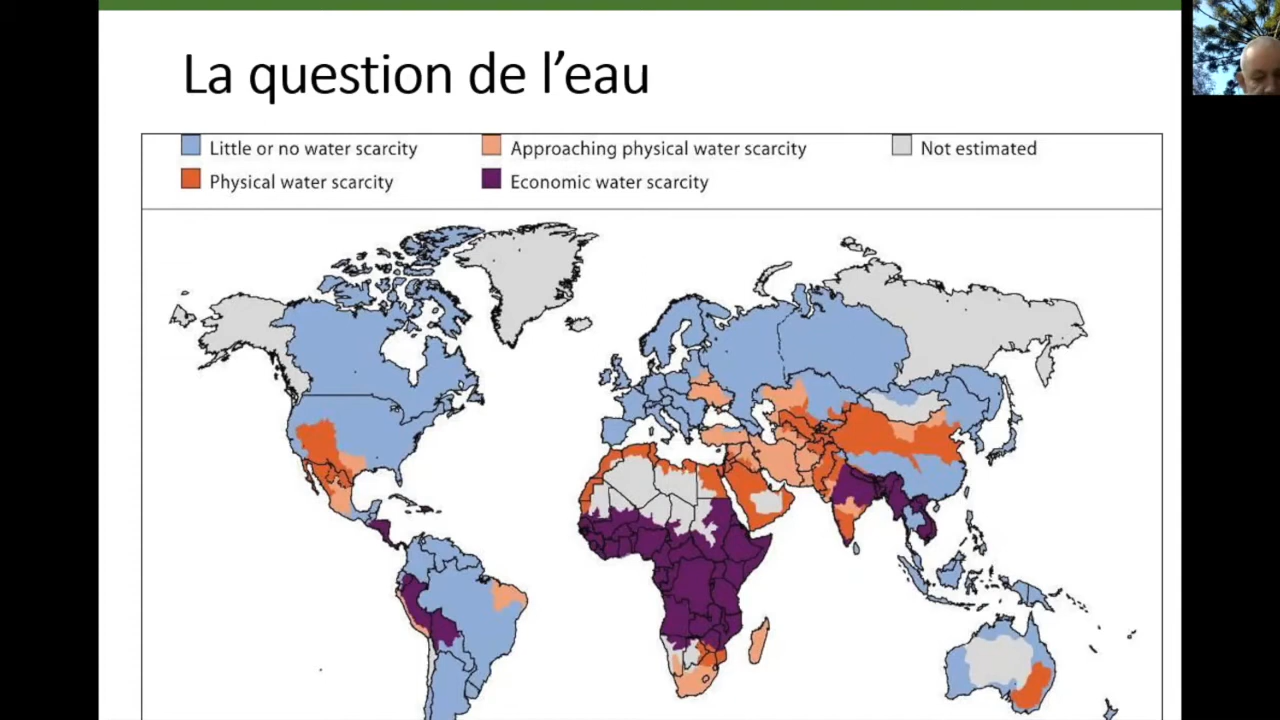 La question de l’eau
Little or no water scarcity
Approaching physical water scarcity
Not estimated
Physical water scarcity
Economic water scarcity